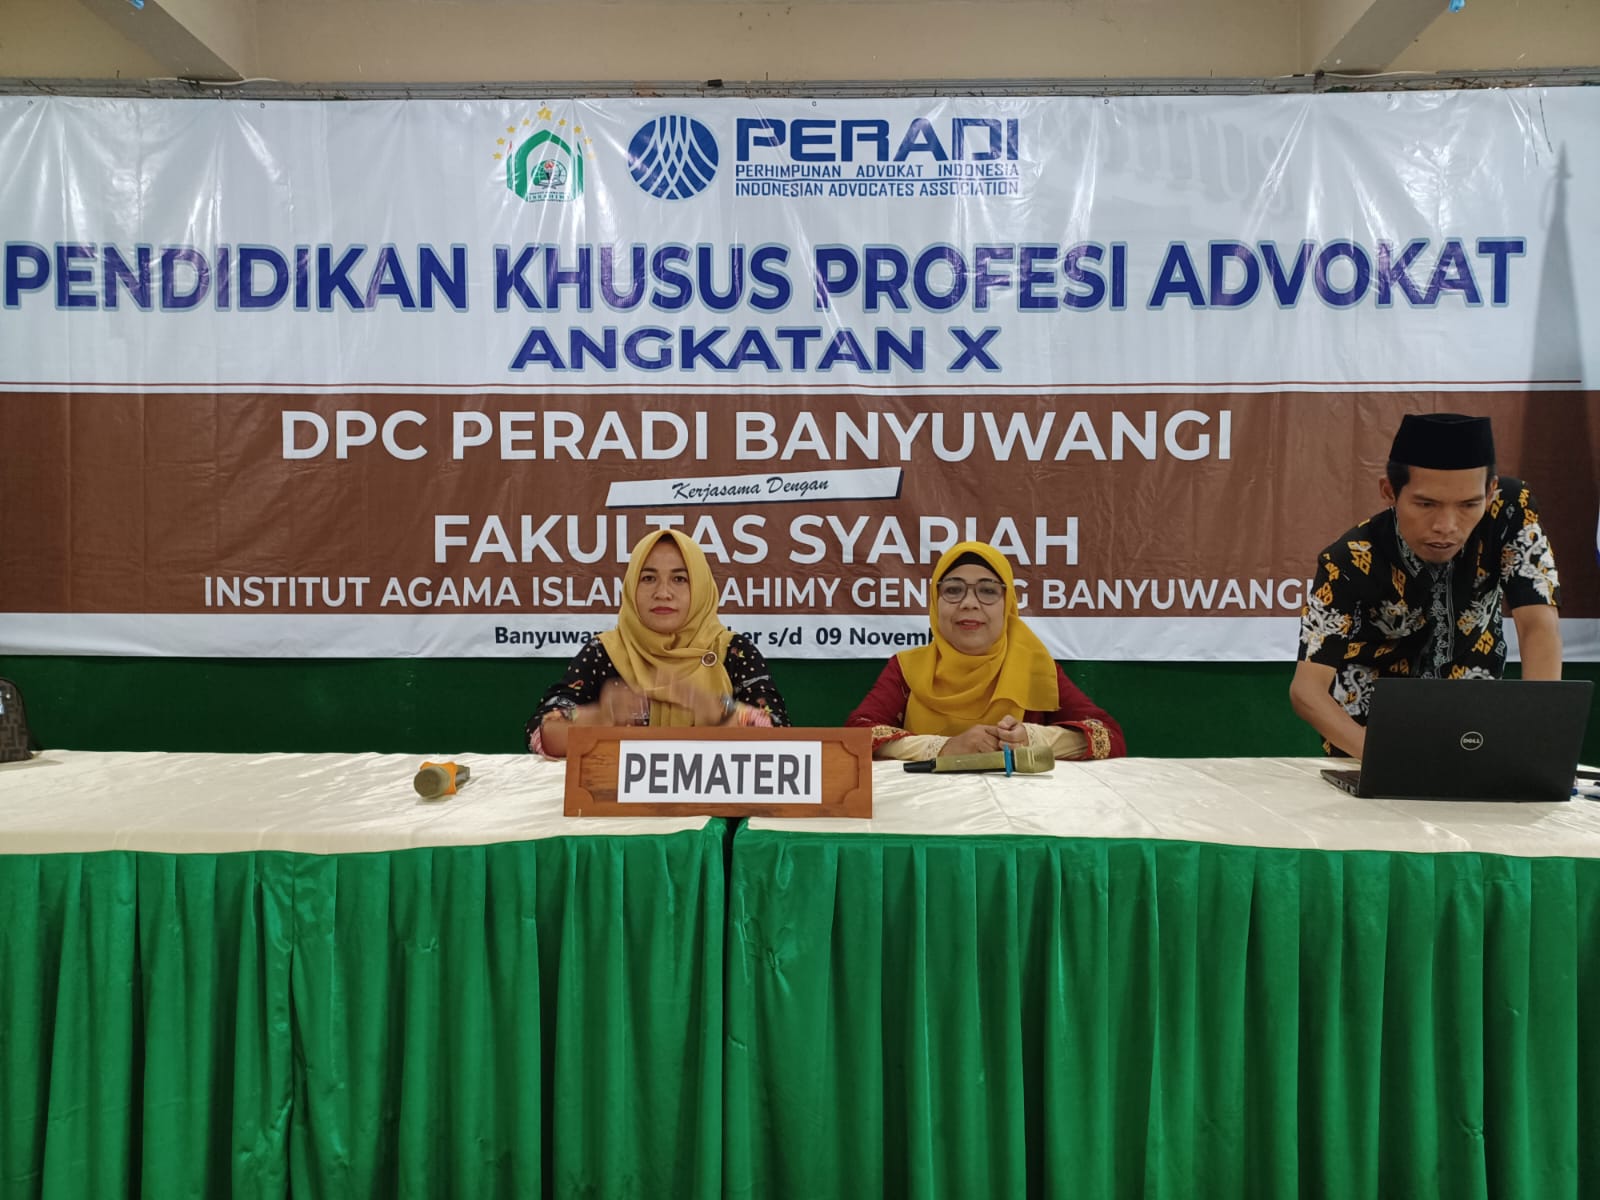 PERADI
PERHIMPUNAN ADVOKAT INDONESIA
INDONESIAN ADVOCATES ASSOCIATION
PENDIDIKAN KHUSUS PROFESI ADVOKAT
ANGKATAN X
DPC PERADI BANYUWANGI
Kerjasama Dengan
FAKULTAS SYARIAH
INSTITUT AGAMA ISLAM BANYUWANGI
s/d 09
PEMATERI
DELL